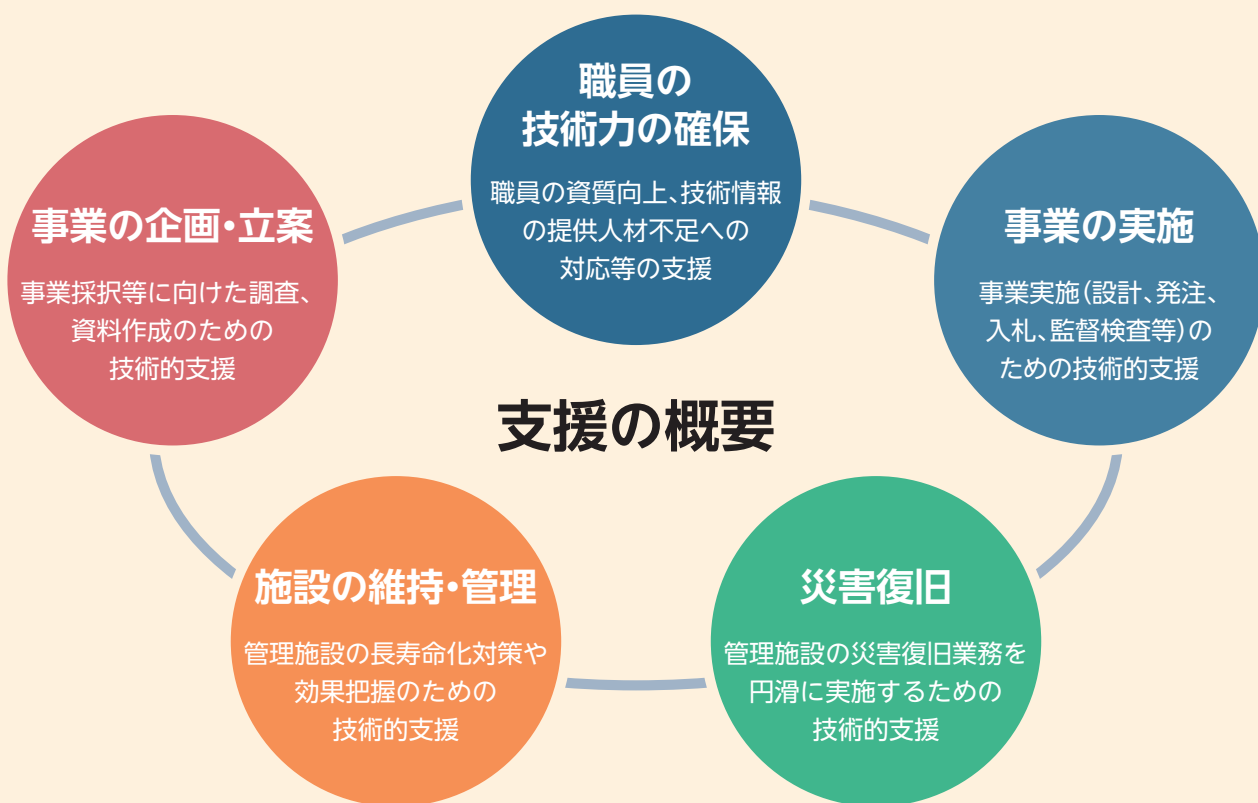 職員の
技術力の確保
職員の資質向上、技術情報
の提供人材不足への
対応等の支援
事業の企画・立案
事業採択等に向けた調査、
資料作成のための
技術的支援
事業の実施
事業実施(設計、発注、
入札、監督検査等)の
ための技術的支援
支援の概要
施設の維持・管理
管理施設の長寿命化対策や
効果把握のための
技術的支援
災害復旧
管理施設の災害復旧業務を
円滑に実施するための
技術的支援